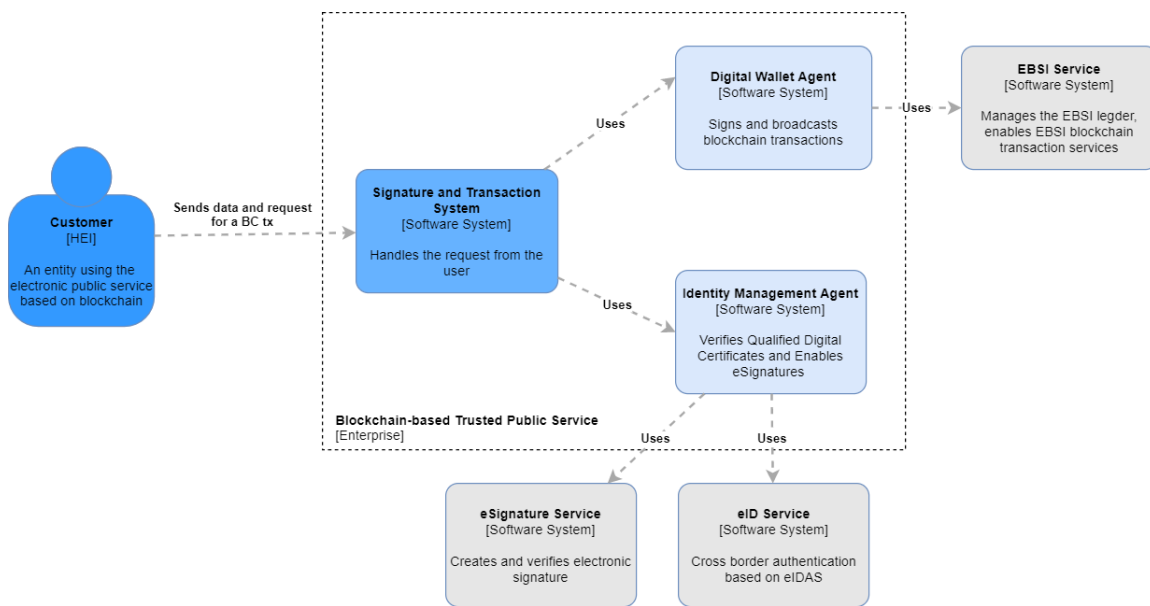 Customer
[HEI]
An entity using the
electronic public service
based on blockchain
Sends data and request
for a BC tx
Signature and Transaction
System
[Software System]
Handles the request from the
user
Uses
Digital Wallet Agent
[Software System]
Signs and broadcasts
blockchain transactions
Uses
EBSI Service
[Software System]
Manages the EBSI legder,
enables EBSI blockchain
transaction services
Uses
Identity Management Agent
[Software System]
Verifies Qualified Digital
Certificates and Enables
eSignatures
Blockchain-based Trusted Public Service
[Enterprise]
Uses
Uses
eSignature Service
[Software System]
Creates and verifies electronic
signature
eID Service
[Software System]
Cross border authentication
based on eIDAS